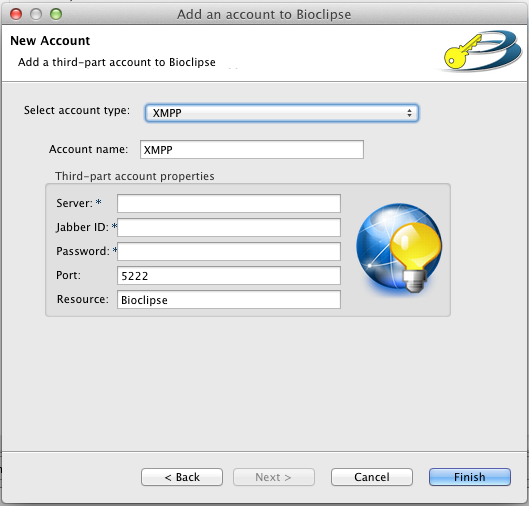 Add an account to Bioclipse
New Account
Add a third-part account to Bioclipse
Select account type: XMPP
Account name: XMPP
Third-part account properties
Server: *
Jabber ID: *
Password: *
Port: 5222
Resource: Bioclipse
< Back Next > Cancel Finish